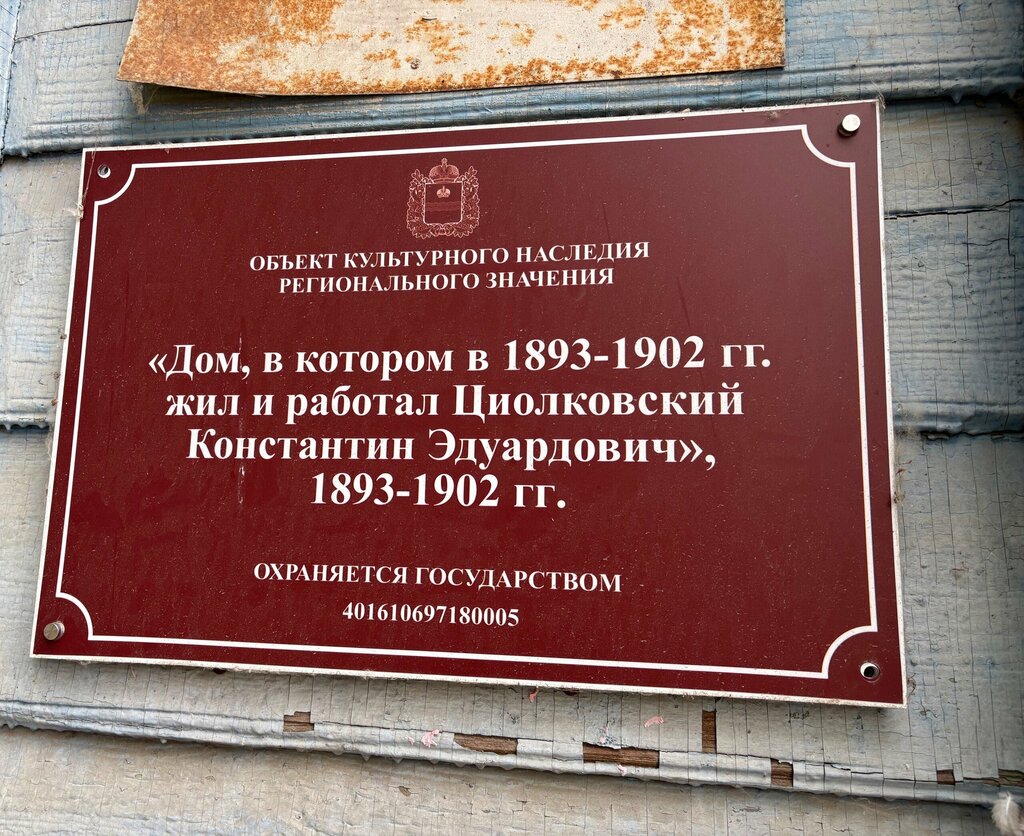 ОБЪЕКТ КУЛЬТУРНОГО НАСЛЕДИЯ
РЕГИОНАЛЬНОГО ЗНАЧЕНИЯ
«Дом, в котором в 1893-1902 гг.
жил и работал Циолковский
Константин Эдуардович»,
1893-1902 гг.
ОХРАНЯЕТСЯ ГОСУДАРСТВОМ
401610697180005